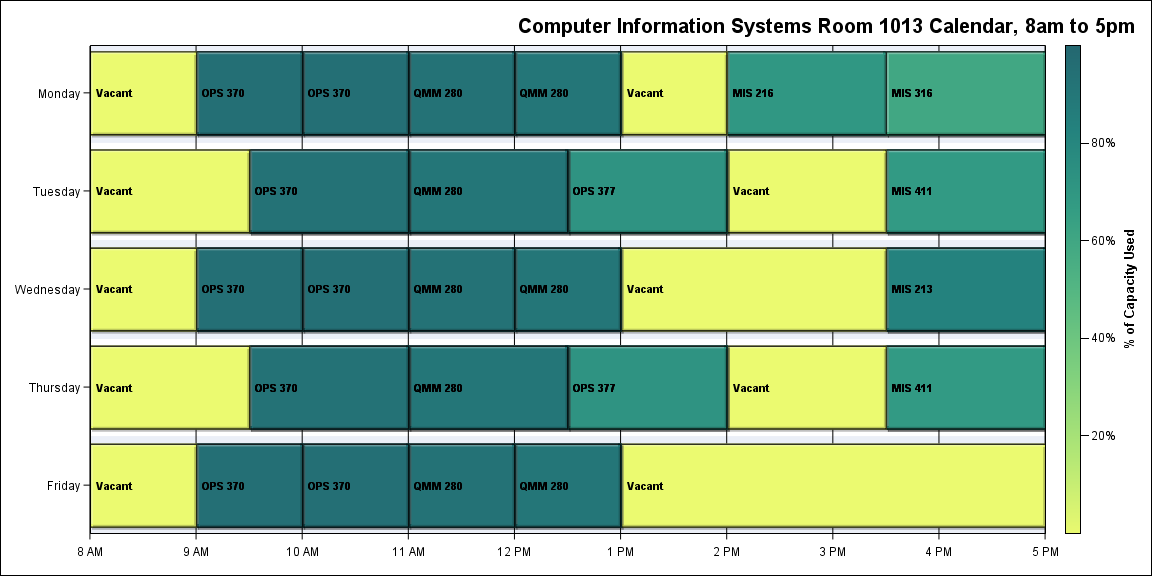 Computer Information Systems Room 1013 Calendar, 8am to 5pm
Monday
Vacant
OPS 370
OPS 370
QMM 280
QMM 280
Vacant
MIS 216
MIS 316
Tuesday
Vacant
OPS 370
QMM 280
OPS 377
Vacant
MIS 411
Wednesday
Vacant
OPS 370
OPS 370
QMM 280
QMM 280
Vacant
MIS 213
Thursday
Vacant
OPS 370
QMM 280
OPS 377
Vacant
MIS 411
Friday
Vacant
OPS 370
OPS 370
QMM 280
QMM 280
Vacant
8 AM
9 AM
10 AM
11 AM
12 PM
1 PM
2 PM
3 PM
4 PM
5 PM
80%
60%
40%
20%
% of Capacity Used